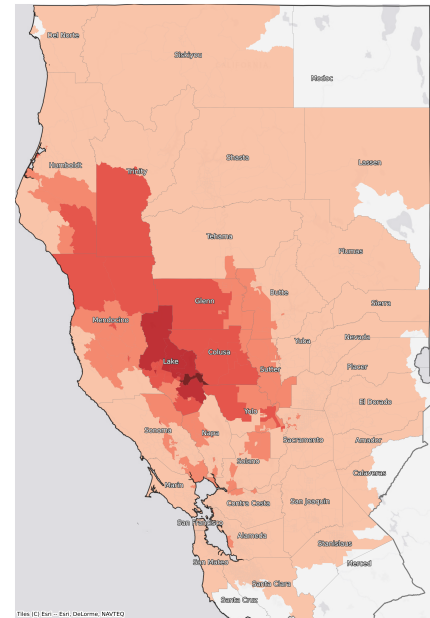 Del Norte
Siskiyou
Modoc
Shasta
Lassen
Humboldt
Trinity
Tehama
Plumas
Glenn
Butte
Sierra
Mendocino
Nevada
Yuba
Colusa
Lake
Placer
Sutter
El Dorado
Yolo
Sonoma
Napa
Sacramento
Amador
Solano
Calaveras
Marin
Contra Costa
San Joaquin
San Francisco
Alameda
Stanislaus
San Mateo
Merced
Santa Clara
Santa Cruz
Tiles (C) Esri -- Esri, DeLorme, NAVTEQ